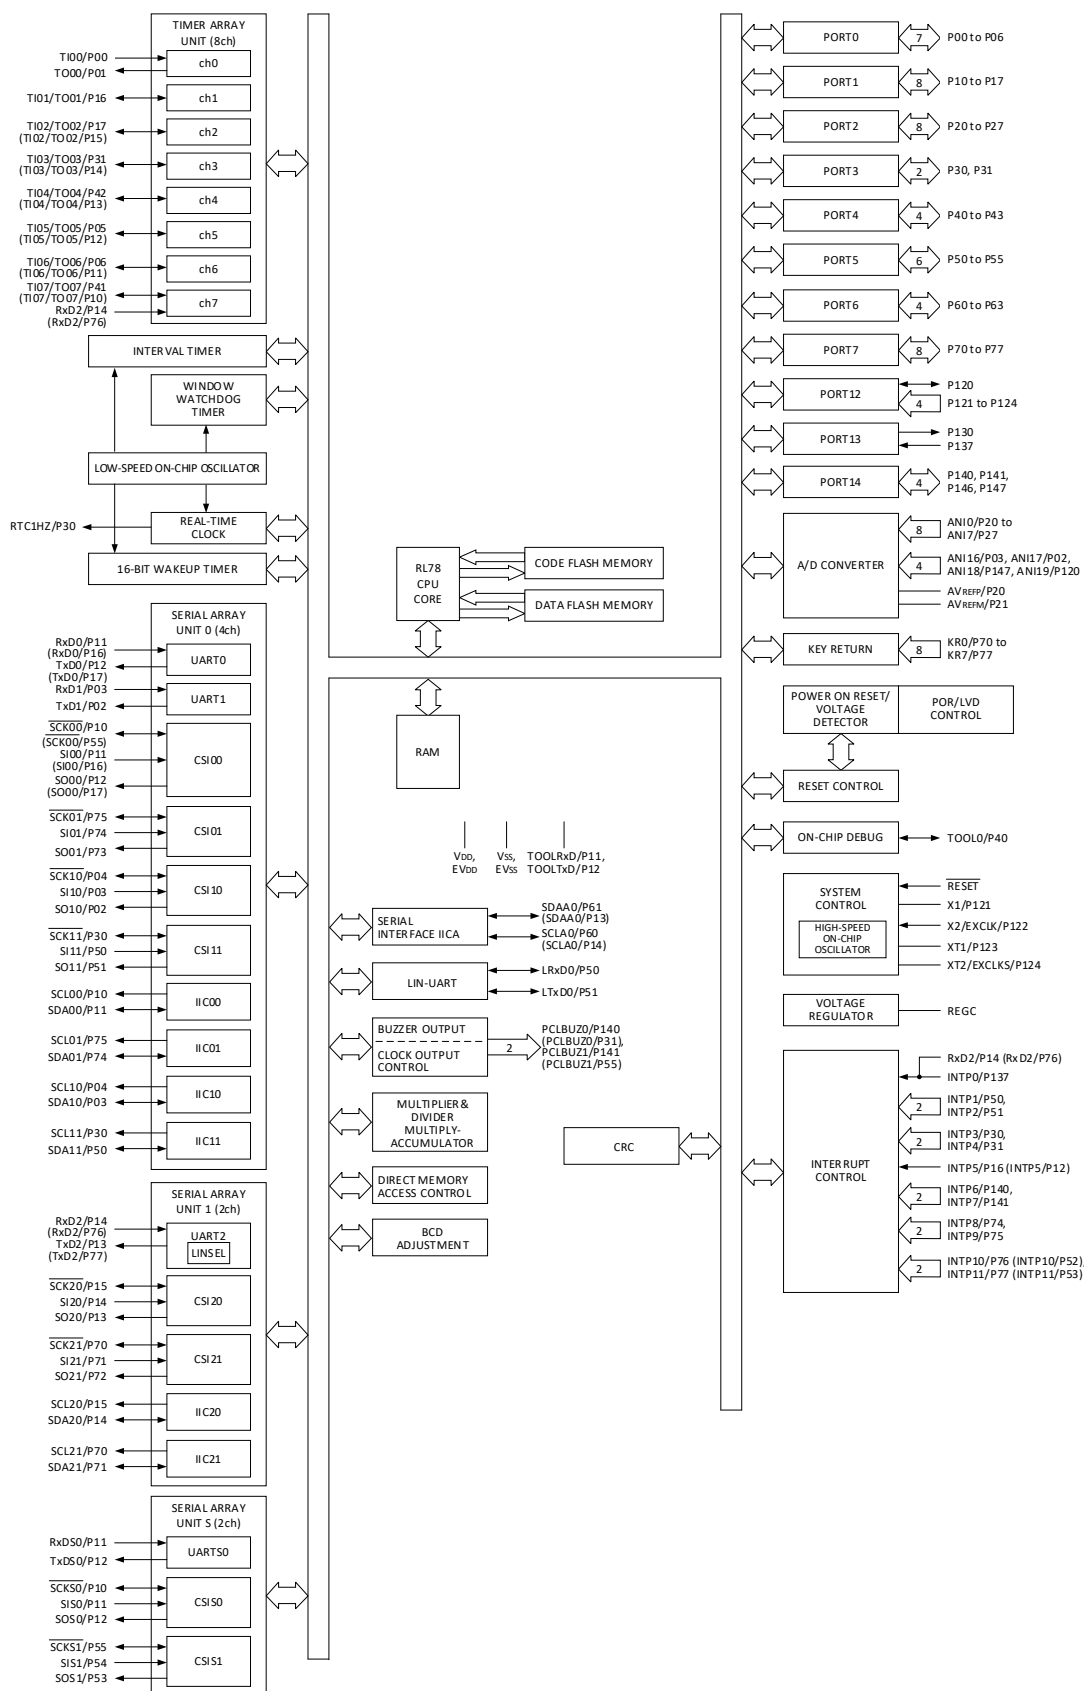 TIMER ARRAY
UNIT (8ch)
TI00/P00
TO00/P01
ch0
TI01/TO01/P16
ch1
TI02/TO02/P17
(TI02/TO02/P15)
ch2
TI03/TO03/P31
(TI03/TO03/P14)
ch3
TI04/TO04/P42
(TI04/TO04/P13)
ch4
TI05/TO05/P05
(TI05/TO05/P12)
ch5
TI06/TO06/P06
(TI06/TO06/P11)
ch6
TI07/TO07/P41
(TI07/TO07/P10)
RxD2/P14
(RxD2/P76)
ch7
INTERVAL TIMER
WINDOW
WATCHDOG
TIMER
LOW-SPEED ON-CHIP OSCILLATOR
RTC1HZ/P30
REAL-TIME
CLOCK
16-BIT WAKEUP TIMER
SERIAL ARRAY
UNIT 0 (4ch)
RxD0/P11
(RxD0/P16)
TxD0/P12
(TxD0/P17)
UART0
RxD1/P03
TxD1/P02
UART1
SCK00/P10
(SCK00/P55)
SI00/P11
(SI00/P16)
SO00/P12
(SO00/P17)
CSI00
SCK01/P75
SI01/P74
SO01/P73
CSI01
SCK10/P04
SI10/P03
SO10/P02
CSI10
SCK11/P30
SI11/P50
SO11/P51
CSI11
SCL00/P10
SDA00/P11
IIC00
SCL01/P75
SDA01/P74
IIC01
SCL10/P04
SDA10/P03
IIC10
SCL11/P30
SDA11/P50
IIC11
SERIAL ARRAY
UNIT 1 (2ch)
RxD2/P14
(RxD2/P76)
TxD2/P13
(TxD2/P77)
UART2
LINSEL
SCK20/P15
SI20/P14
SO20/P13
CSI20
SCK21/P70
SI21/P71
SO21/P72
CSI21
SCL20/P15
SDA20/P14
IIC20
SCL21/P70
SDA21/P71
IIC21
SERIAL ARRAY
UNIT S (2ch)
RxDS0/P11
TxDS0/P12
UARTS0
SCKS0/P10
SIS0/P11
SOS0/P12
CSIS0
SCKS1/P55
SIS1/P54
SOS1/P53
CSIS1
RL78
CPU
CORE
CODE FLASH MEMORY
DATA FLASH MEMORY
RAM
VDD,
EVDD
VSS,
EVSS
TOOLRxD/P11,
TOOLTxD/P12
SERIAL
INTERFACE IICA
SDAA0/P61
(SDAA0/P13)
SCLA0/P60
(SCLA0/P14)
LIN-UART
LRxD0/P50
LTxD0/P51
BUZZER OUTPUT
CLOCK OUTPUT
CONTROL
2
PCLBUZ0/P140
(PCLBUZ0/P31),
PCLBUZ1/P141
(PCLBUZ1/P55)
MULTIPLIER&
DIVIDER
MULTIPLY-
ACCUMULATOR
DIRECT MEMORY
ACCESS CONTROL
BCD
ADJUSTMENT
CRC
PORT0
7
P00 to P06
PORT1
8
P10 to P17
PORT2
8
P20 to P27
PORT3
2
P30, P31
PORT4
4
P40 to P43
PORT5
6
P50 to P55
PORT6
4
P60 to P63
PORT7
8
P70 to P77
PORT12
P120
4
P121 to P124
PORT13
P130
P137
PORT14
4
P140, P141,
P146, P147
A/D CONVERTER
8
ANI0/P20 to
ANI7/P27
4
ANI16/P03, ANI17/P02,
ANI18/P147, ANI19/P120
AVREFP/P20
AVREFM/P21
KEY RETURN
8
KR0/P70 to
KR7/P77
POWER ON RESET/
VOLTAGE
DETECTOR
POR/LVD
CONTROL
RESET CONTROL
ON-CHIP DEBUG
TOOL0/P40
SYSTEM
CONTROL
HIGH-SPEED
ON-CHIP
OSCILLATOR
RESET
X1/P121
X2/EXCLK/P122
XT1/P123
XT2/EXCLKS/P124
VOLTAGE
REGULATOR
REGC
INTERRUPT
CONTROL
RxD2/P14 (RxD2/P76)
INTP0/P137
2
INTP1/P50,
INTP2/P51
2
INTP3/P30,
INTP4/P31
INTP5/P16 (INTP5/P12)
2
INTP6/P140,
INTP7/P141
2
INTP8/P74,
INTP9/P75
2
INTP10/P76 (INTP10/P52),
INTP11/P77 (INTP11/P53)